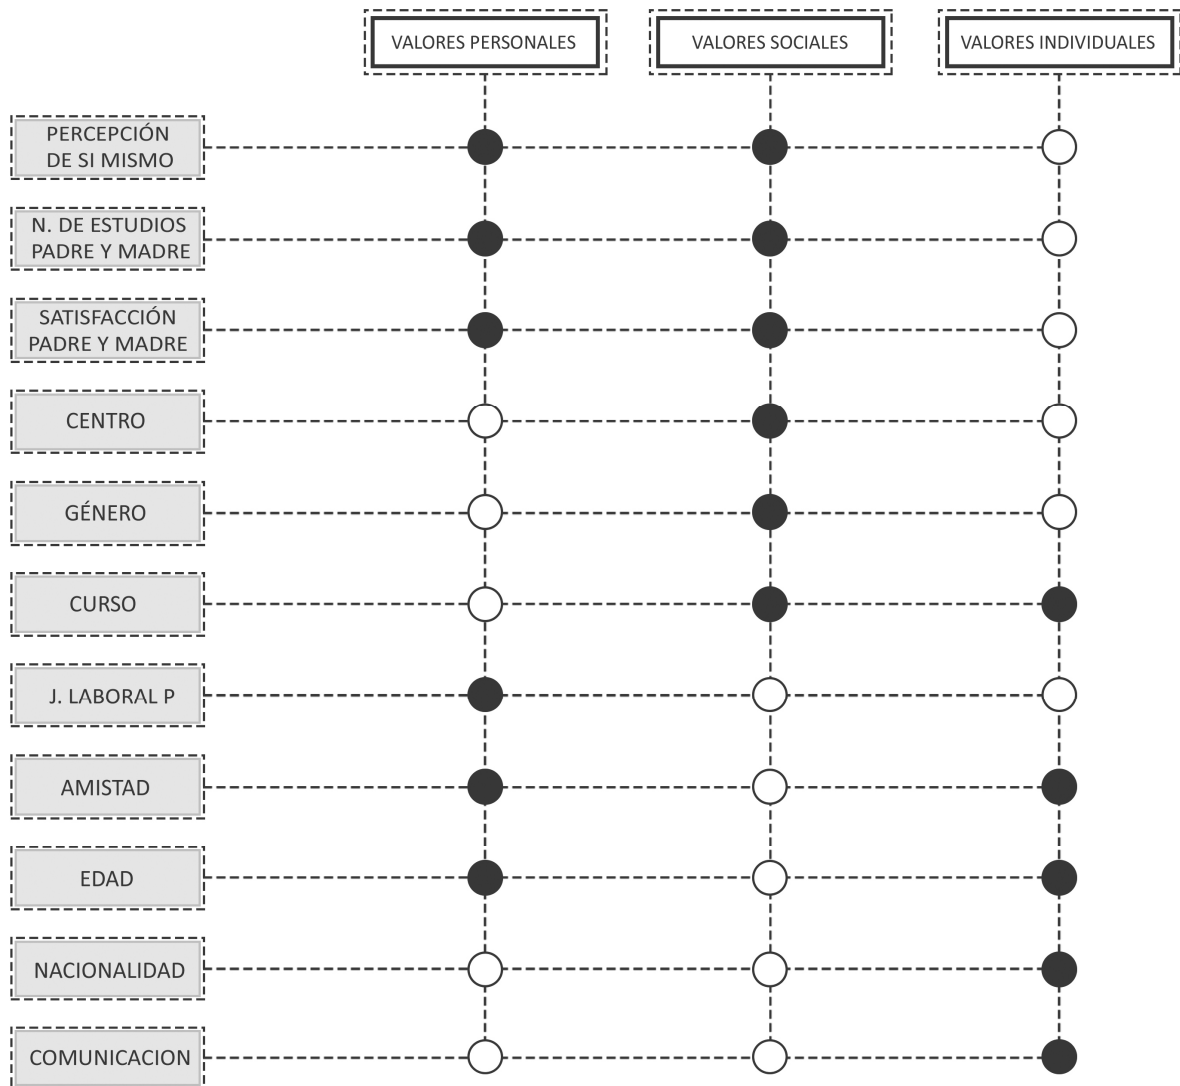 VALORES PERSONALES
VALORES SOCIALES
VALORES INDIVIDUALES
PERCEPCIÓN
DE SI MISMO
N. DE ESTUDIOS
PADRE Y MADRE
SATISFACCIÓN
PADRE Y MADRE
CENTRO
GÉNERO
CURSO
J. LABORAL P
AMISTAD
EDAD
NACIONALIDAD
COMUNICACION